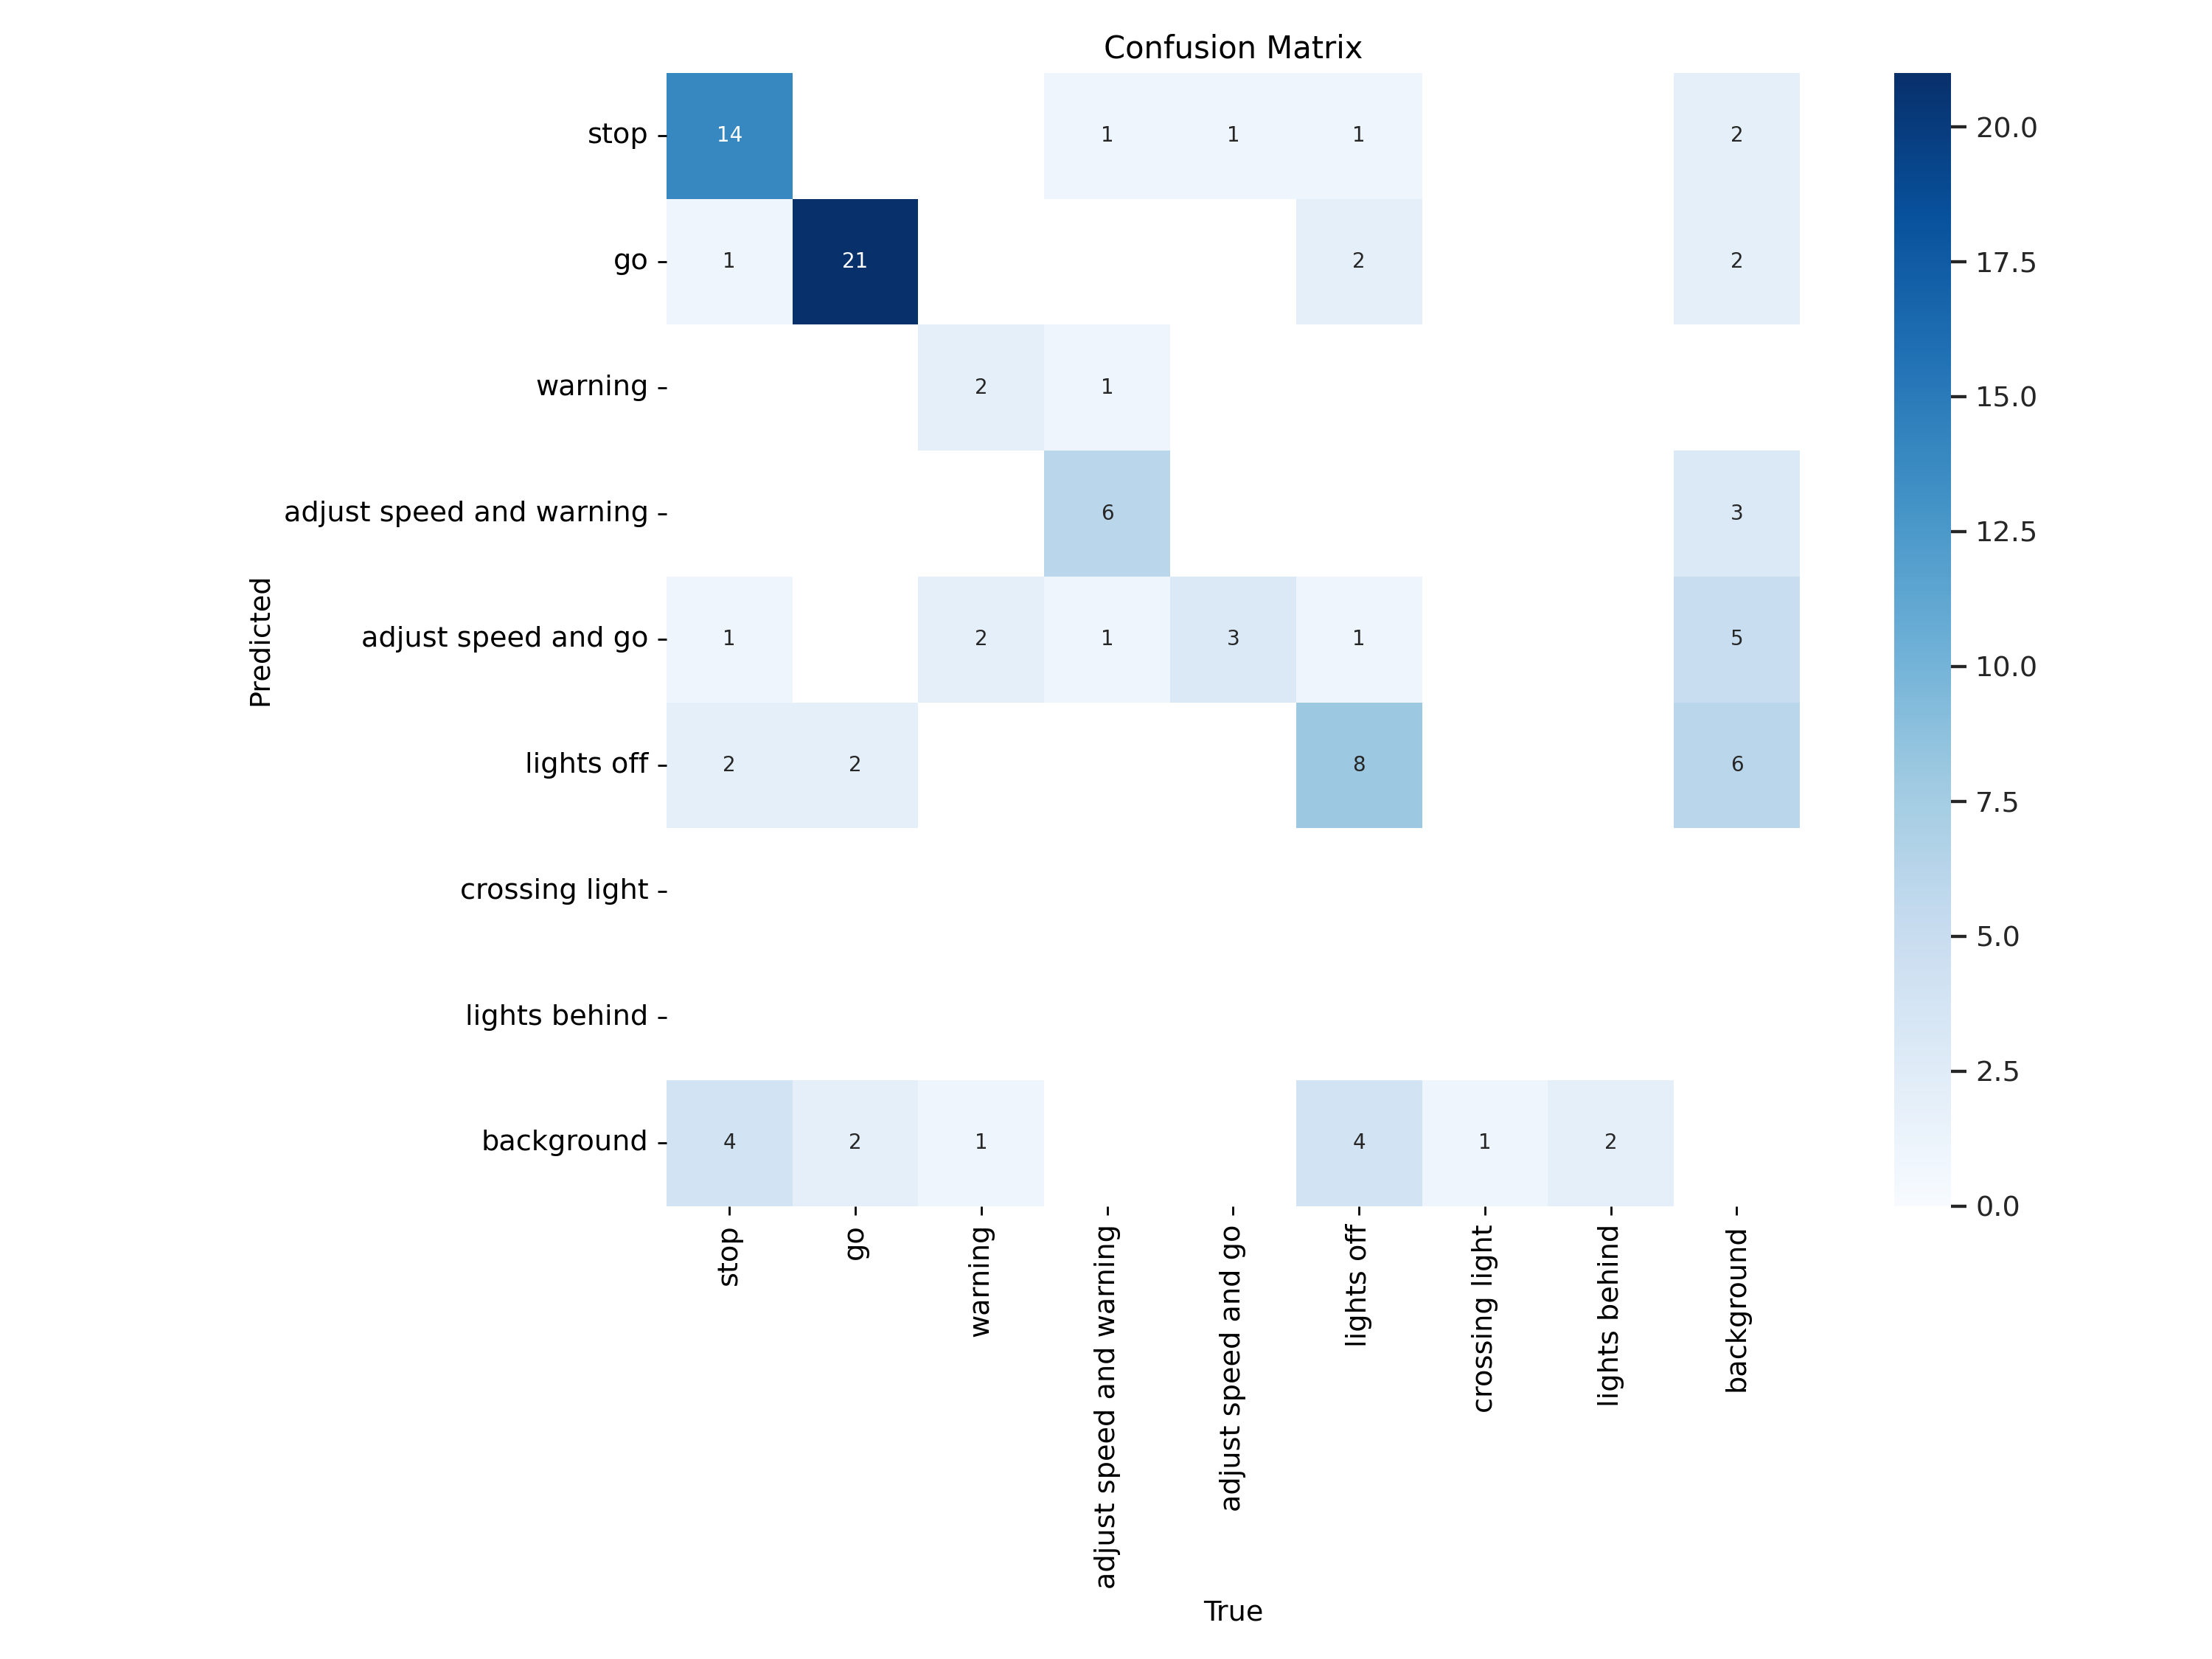 Confusion Matrix
stop 14 1 1 1 2
go 1 21 2 2
warning 2 1
adjust speed and warning 6 3
adjust speed and go 1 2 1 3 1 5
lights off 2 2 8 6
crossing light
lights behind
background 4 2 1 4 1 2
Predicted
stop
go
warning
adjust speed and warning
adjust speed and go
lights off
crossing light
lights behind
background
True
20.0
17.5
15.0
12.5
10.0
7.5
5.0
2.5
0.0